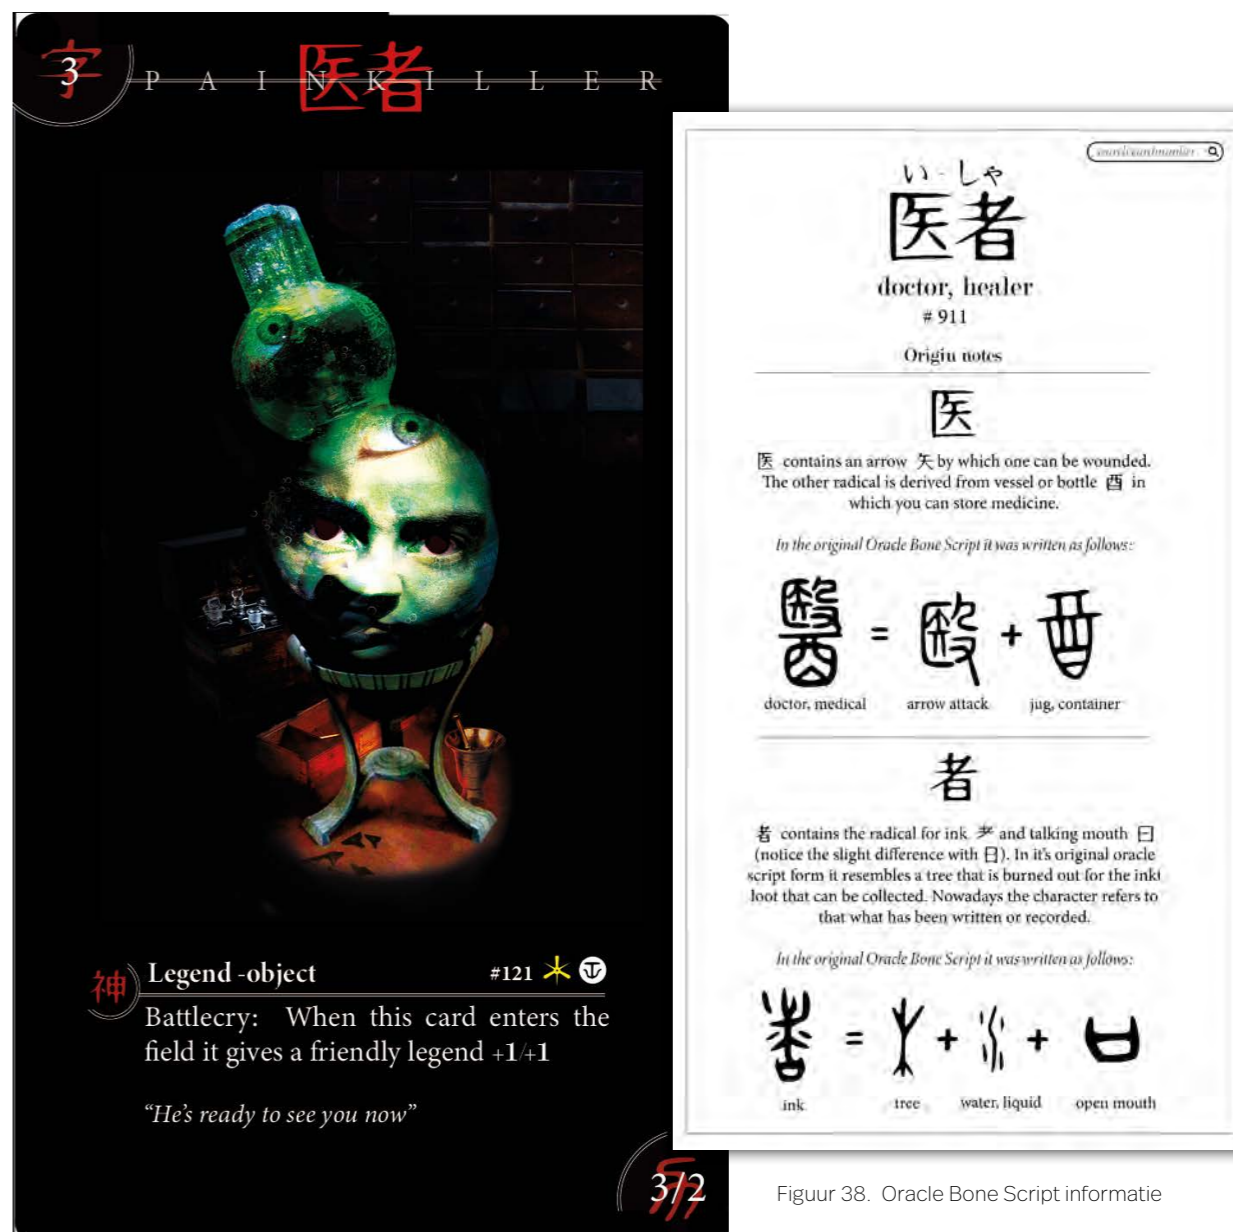 字 3
PAINKILLER
医者
神
Legend -object #121
Battlecry: When this card enters the
field it gives a friendly legend +1/+1
“He’s ready to see you now”
3/2
い-しゃ
医者
doctor, healer
# 911
Origin notes
医
医 contains an arrow 矢 by which one can be wounded.
The other radical is derived from vessel or bottle 酉 in
which you can store medicine.
In the original Oracle Bone Script it was written as follows:
= +
doctor, medical arrow attack jug, container
者
者 contains the radical for ink 耂 and talking mouth 曰
(notice the slight difference with 日). In it's original oracle
script form it resembles a tree that is burned out for the inkt
loot that can be collected. Nowadays the character refers to
that what has been written or recorded.
In the original Oracle Bone Script it was written as follows:
= + +
ink tree water, liquid open mouth
Figuur 38. Oracle Bone Script informatie